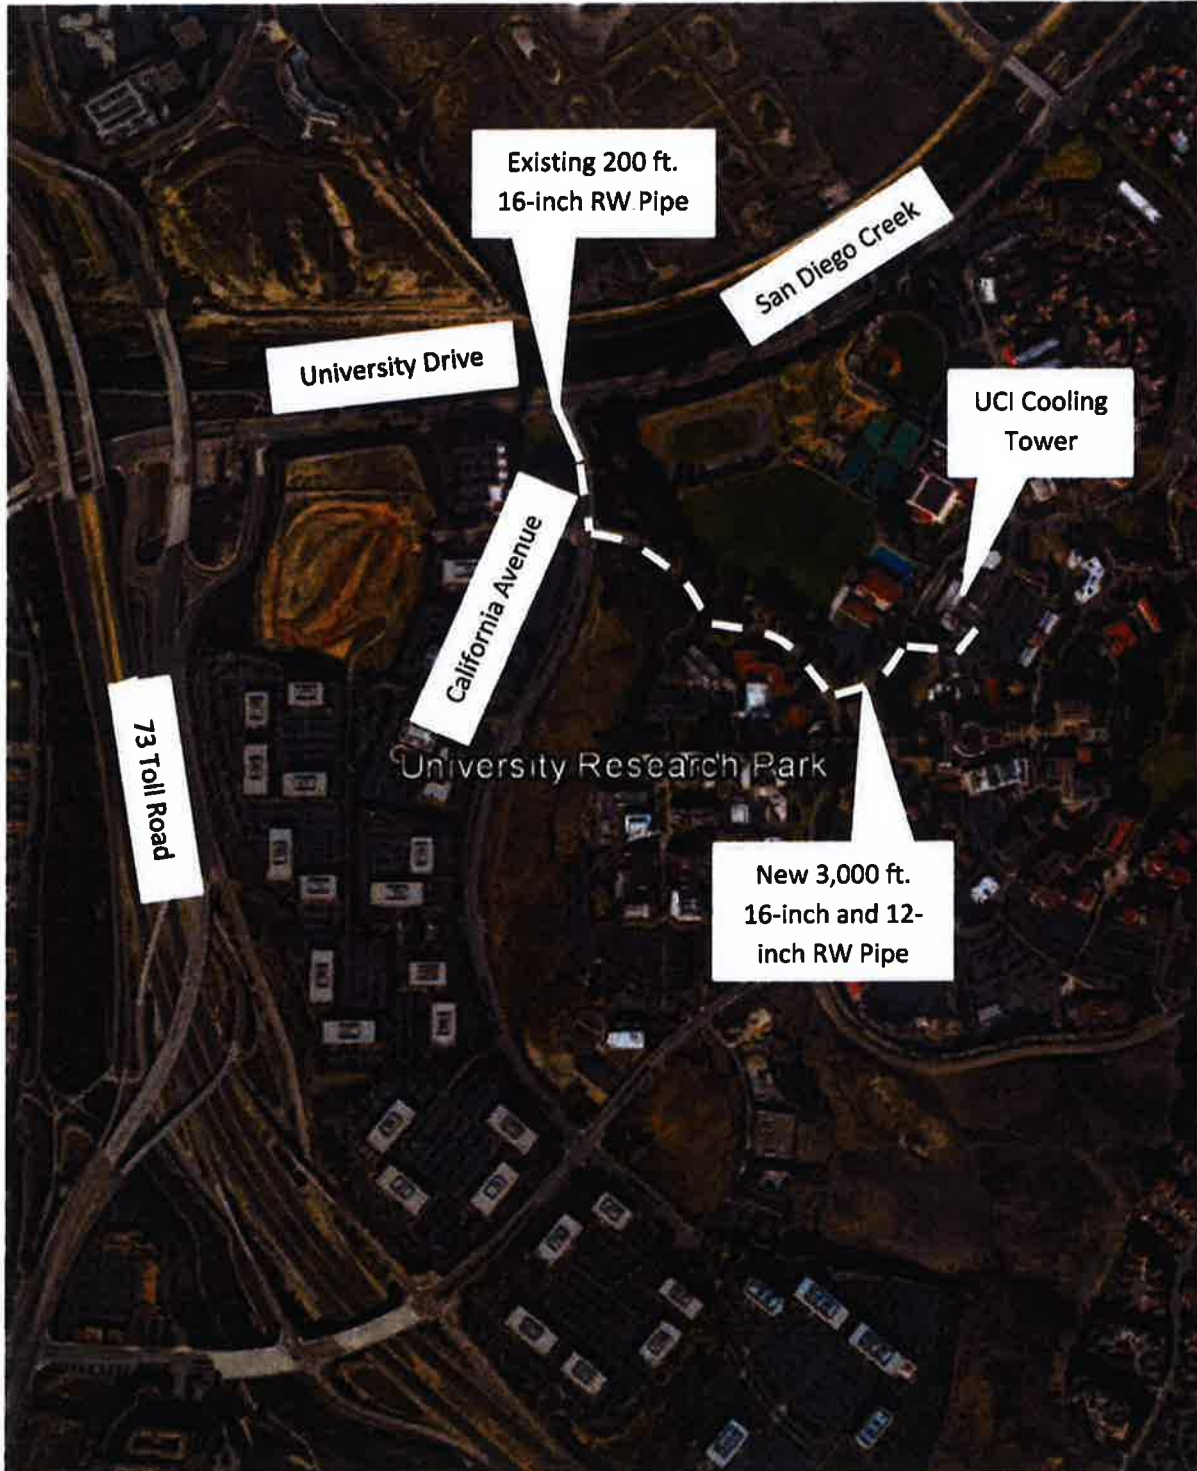 Existing 200 ft.
16-inch RW Pipe
San Diego Creek
University Drive
UCI Cooling
Tower
California Avenue
73 Toll Road
University Research Park
New 3,000 ft.
16-inch and 12-
inch RW Pipe